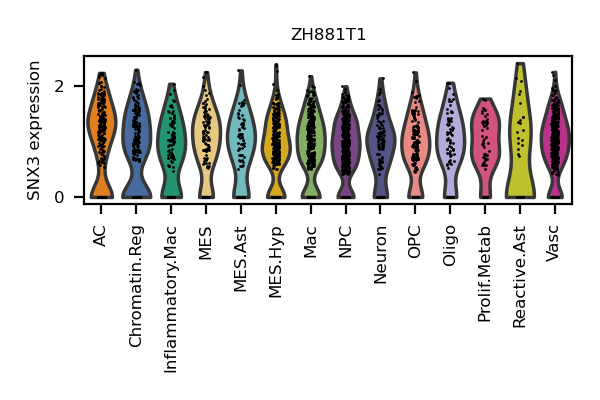 ZH881T1
SNX3 expression
2
0
AC
Chromatin.Reg
Inflammatory.Mac
MES
MES.Ast
MES.Hyp
Mac
NPC
Neuron
OPC
Oligo
Prolif.Metab
Reactive.Ast
Vasc